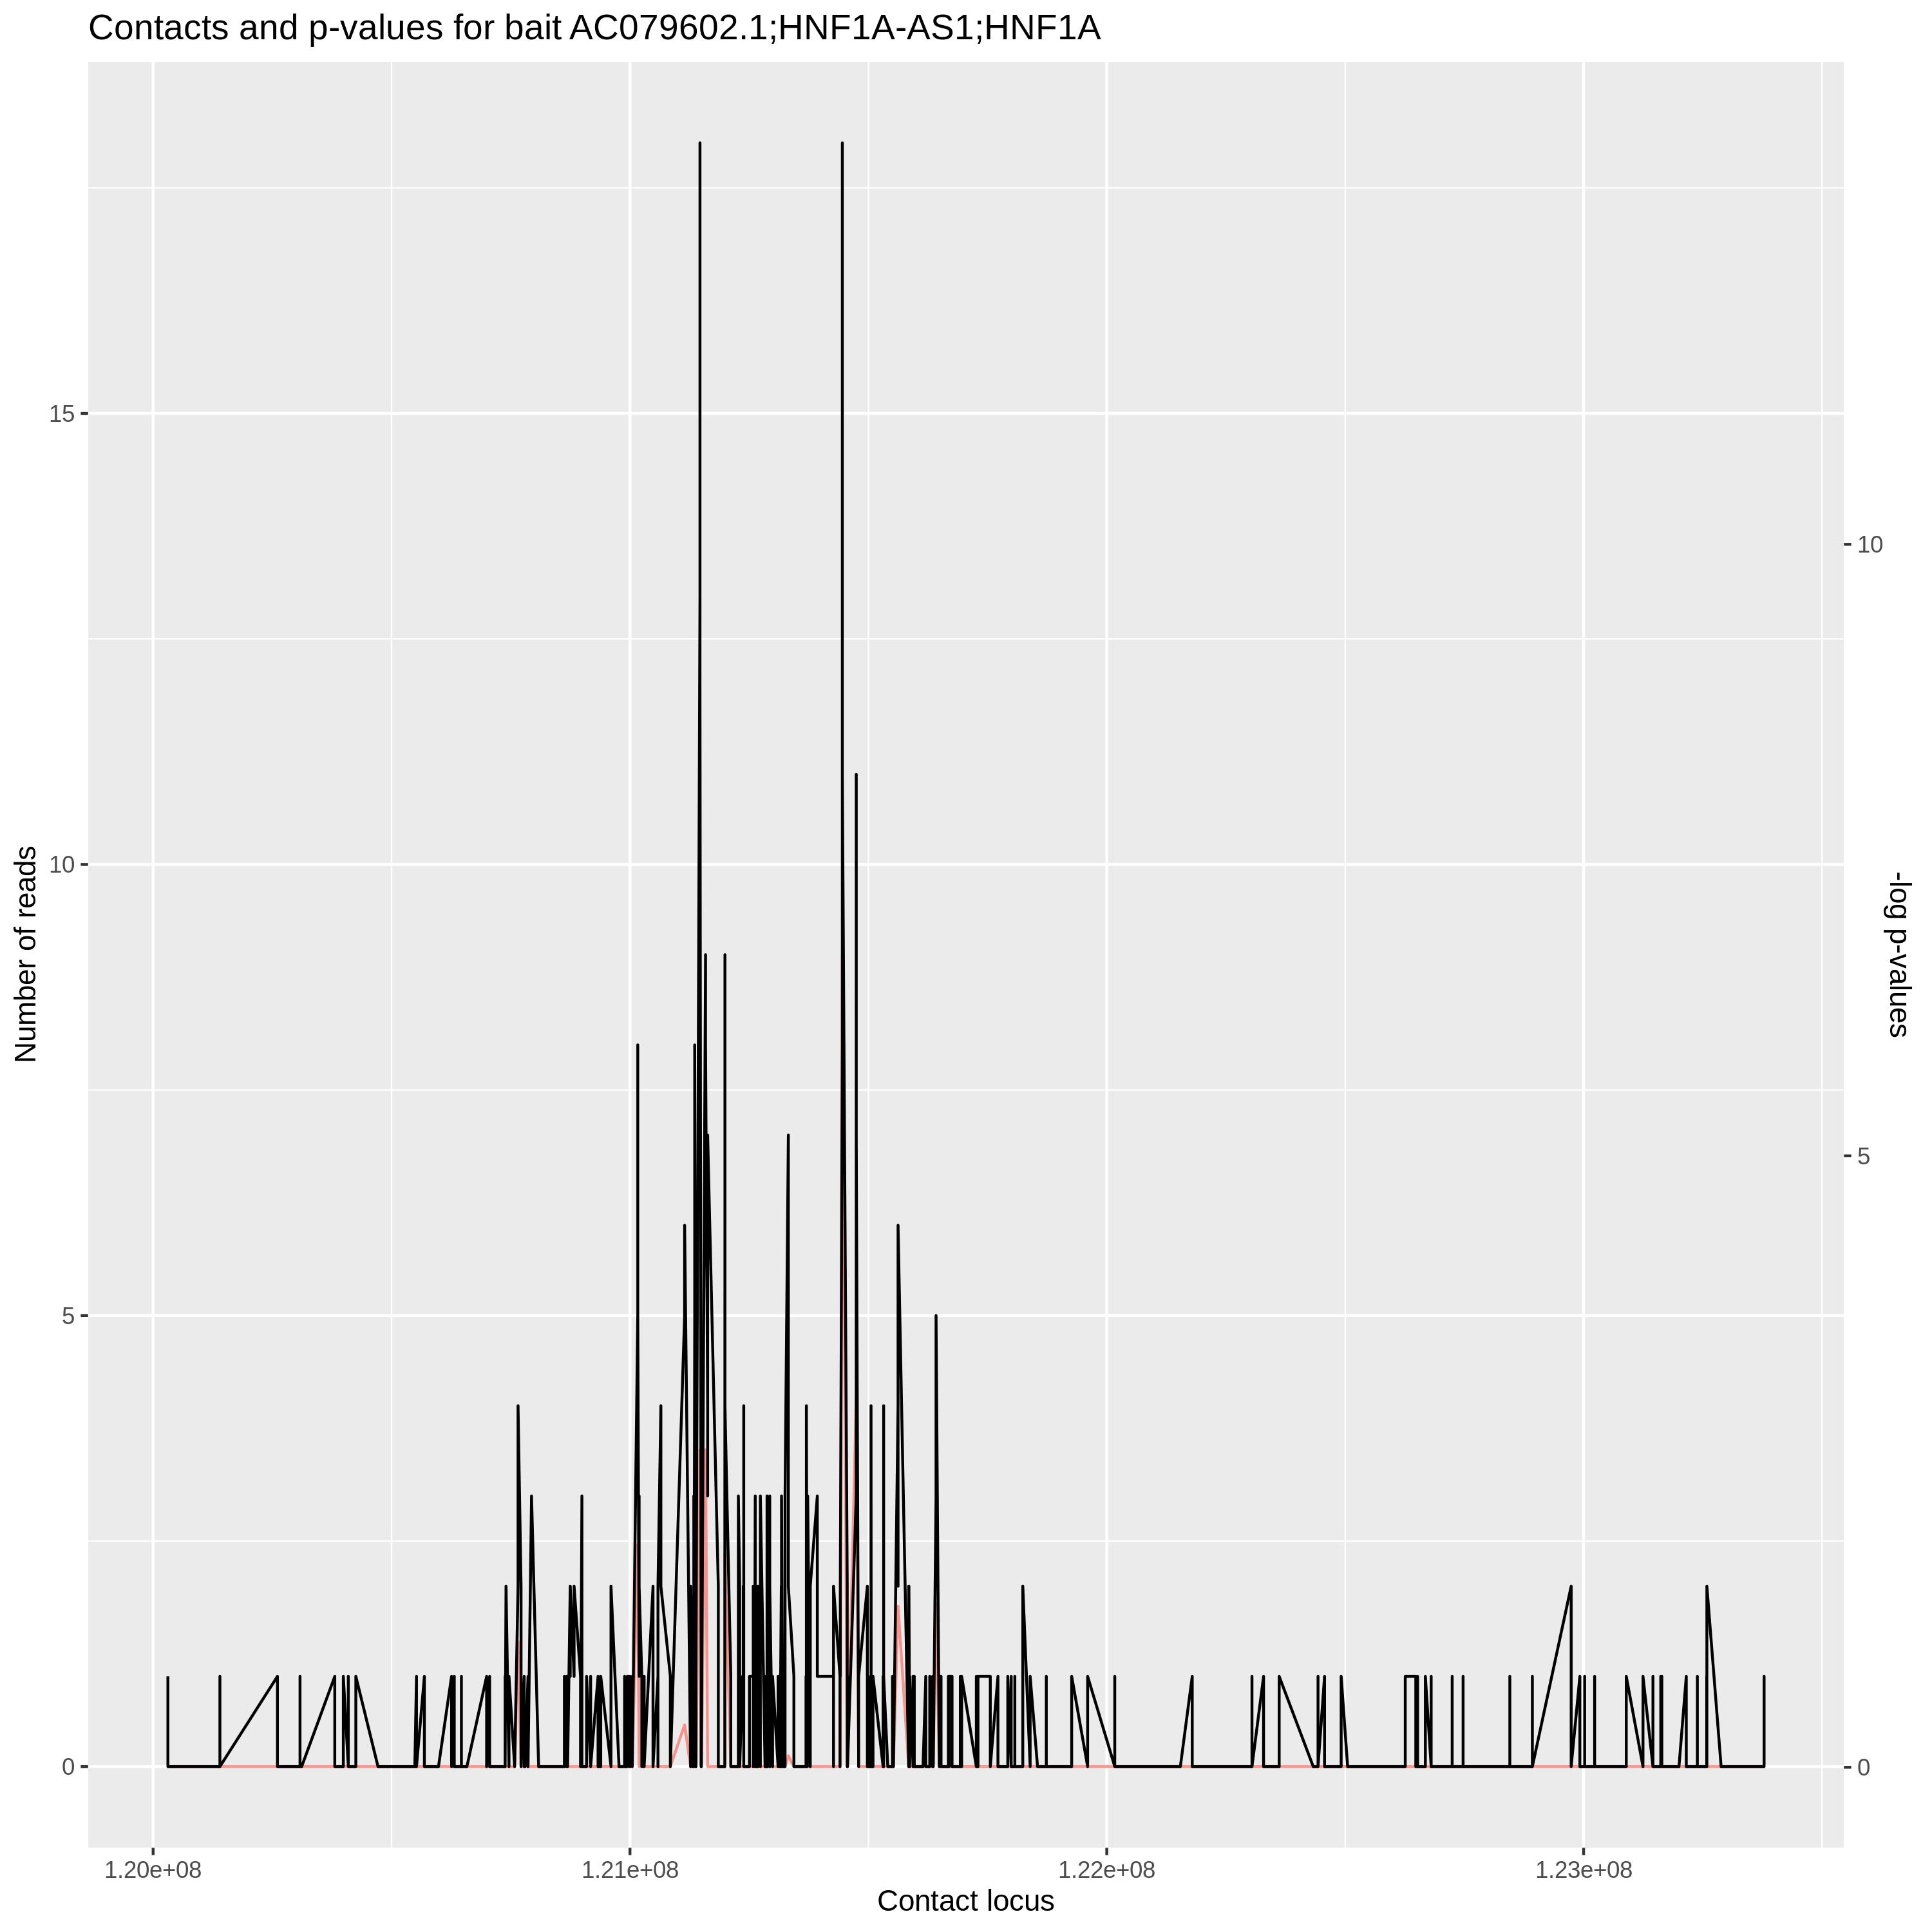 Contacts and p-values for bait AC079602.1;HNF1A-AS1;HNF1A
15
10
10
5
5
0
0
Number of reads
-log p-values
1.20e+08 1.21e+08 1.22e+08 1.23e+08
Contact locus